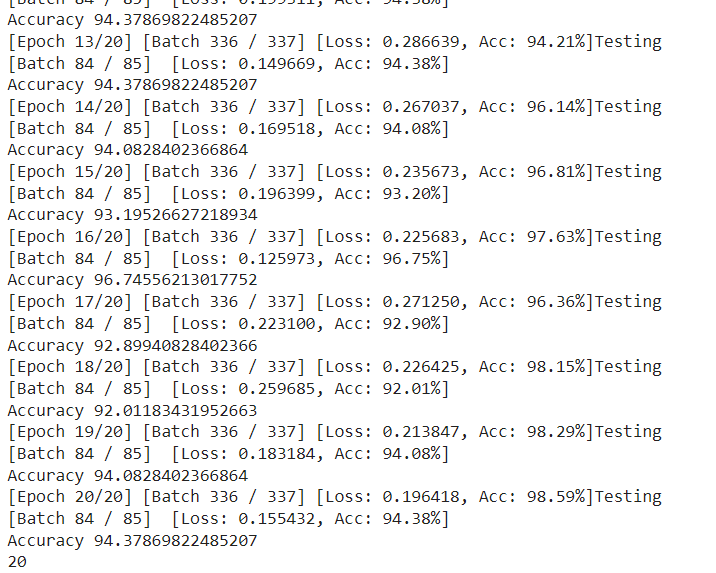 Accuracy 94.37869822485207
[Epoch 13/20] [Batch 336 / 337] [Loss: 0.286639, Acc: 94.21%]Testing
[Batch 84 / 85]  [Loss: 0.149669, Acc: 94.38%]
Accuracy 94.37869822485207
[Epoch 14/20] [Batch 336 / 337] [Loss: 0.267037, Acc: 96.14%]Testing
[Batch 84 / 85]  [Loss: 0.169518, Acc: 94.08%]
Accuracy 94.0828402366864
[Epoch 15/20] [Batch 336 / 337] [Loss: 0.235673, Acc: 96.81%]Testing
[Batch 84 / 85]  [Loss: 0.196399, Acc: 93.20%]
Accuracy 93.19526627218934
[Epoch 16/20] [Batch 336 / 337] [Loss: 0.225683, Acc: 97.63%]Testing
[Batch 84 / 85]  [Loss: 0.125973, Acc: 96.75%]
Accuracy 96.74556213017752
[Epoch 17/20] [Batch 336 / 337] [Loss: 0.271250, Acc: 96.36%]Testing
[Batch 84 / 85]  [Loss: 0.223100, Acc: 92.90%]
Accuracy 92.89940828402366
[Epoch 18/20] [Batch 336 / 337] [Loss: 0.226425, Acc: 98.15%]Testing
[Batch 84 / 85]  [Loss: 0.259685, Acc: 92.01%]
Accuracy 92.01183431952663
[Epoch 19/20] [Batch 336 / 337] [Loss: 0.213847, Acc: 98.29%]Testing
[Batch 84 / 85]  [Loss: 0.183184, Acc: 94.08%]
Accuracy 94.0828402366864
[Epoch 20/20] [Batch 336 / 337] [Loss: 0.196418, Acc: 98.59%]Testing
[Batch 84 / 85]  [Loss: 0.155432, Acc: 94.38%]
Accuracy 94.37869822485207
20